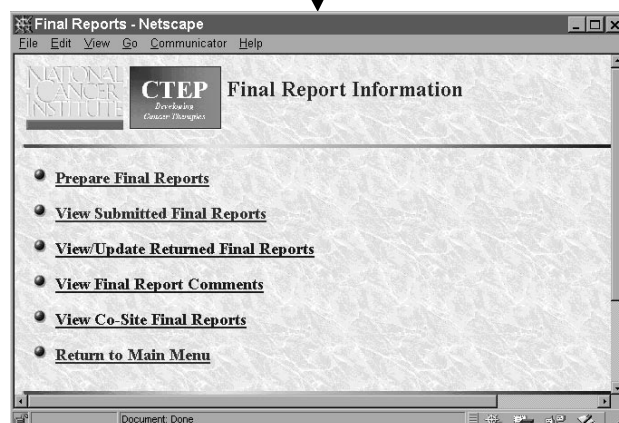 Final Reports - Netscape
File Edit View Go Communicator Help
NATIONAL
CANCER
INSTITUTE
CTEP
Developing
Cancer Therapies
Final Report Information
Prepare Final Reports
View Submitted Final Reports
View/Update Returned Final Reports
View Final Report Comments
View Co-Site Final Reports
Return to Main Menu
Document: Done